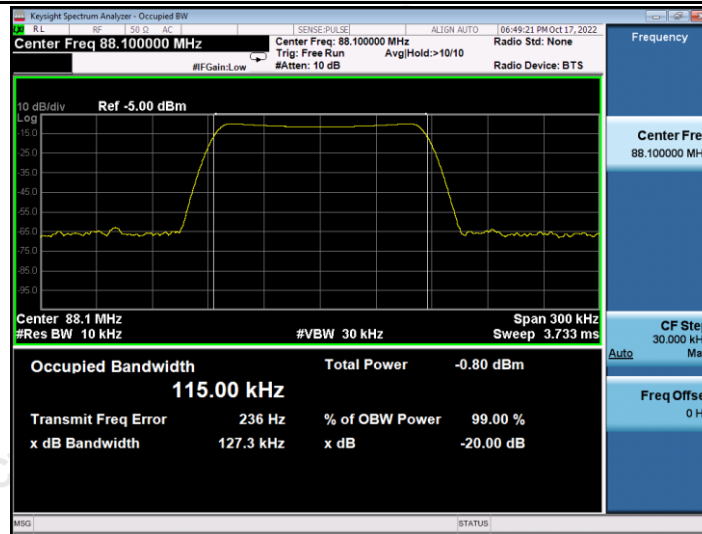 Keysight Spectrum Analyzer - Occupied BW
RL RF 50 Ω AC SENSE:PULSE ALIGN AUTO 06:49:21 PM Oct 17, 2022
Center Freq 88.100000 MHz
Center Freq: 88.100000 MHz Radio Std: None
Trig: Free Run Avg|Hold:>10/10
#IFGain:Low #Atten: 10 dB Radio Device: BTS
10 dB/div Ref -5.00 dBm
Log
-15.0
-25.0
-35.0
-45.0
-55.0
-65.0
-75.0
-85.0
-95.0
Center 88.1 MHz Span 300 kHz
#Res BW 10 kHz #VBW 30 kHz Sweep 3.733 ms
Occupied Bandwidth Total Power -0.80 dBm
115.00 kHz
Transmit Freq Error 236 Hz % of OBW Power 99.00 %
x dB Bandwidth 127.3 kHz x dB -20.00 dB
MSG STATUS
Frequency
Center Fre
88.100000 MH
CF Ste
30.000 kH
Auto Ma
Freq Offse
0 H